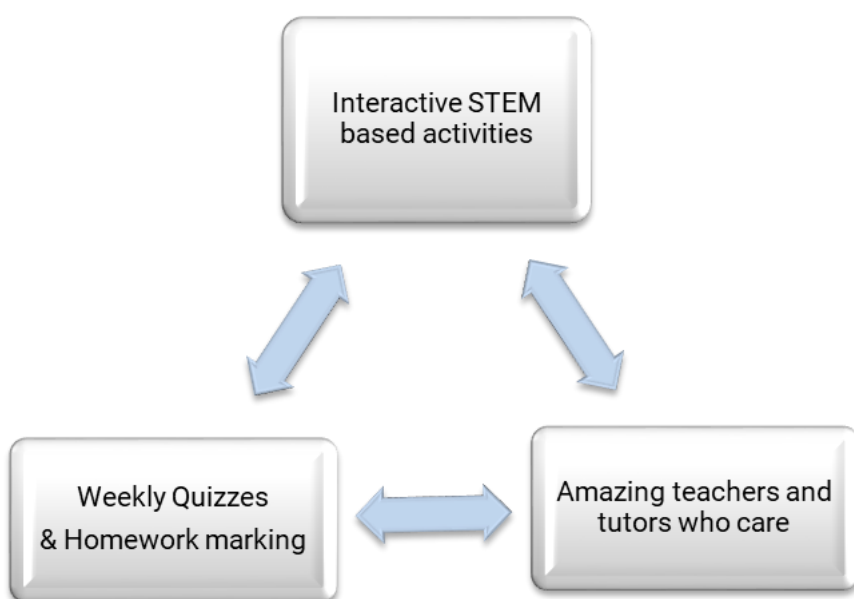 Interactive STEM
based activities
Weekly Quizzes
& Homework marking
Amazing teachers and
tutors who care